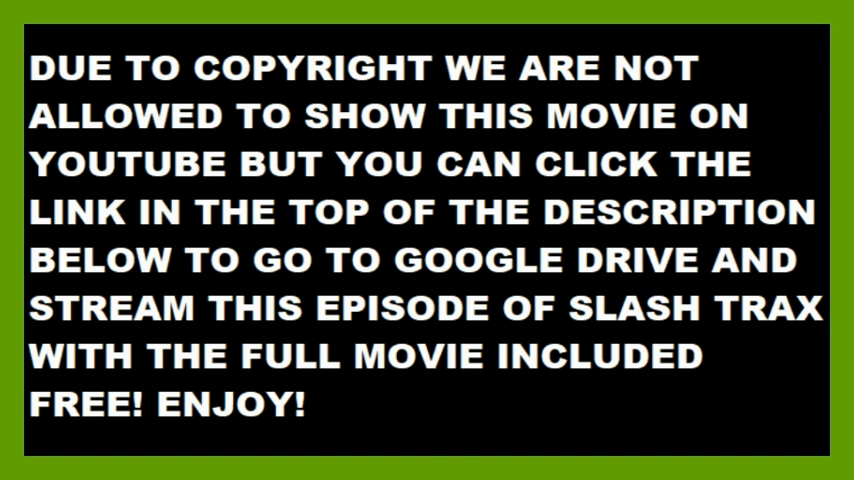 DUE TO COPYRIGHT WE ARE NOT
ALLOWED TO SHOW THIS MOVIE ON
YOUTUBE BUT YOU CAN CLICK THE
LINK IN THE TOP OF THE DESCRIPTION
BELOW TO GO TO GOOGLE DRIVE AND
STREAM THIS EPISODE OF SLASH TRAX
WITH THE FULL MOVIE INCLUDED
FREE! ENJOY!